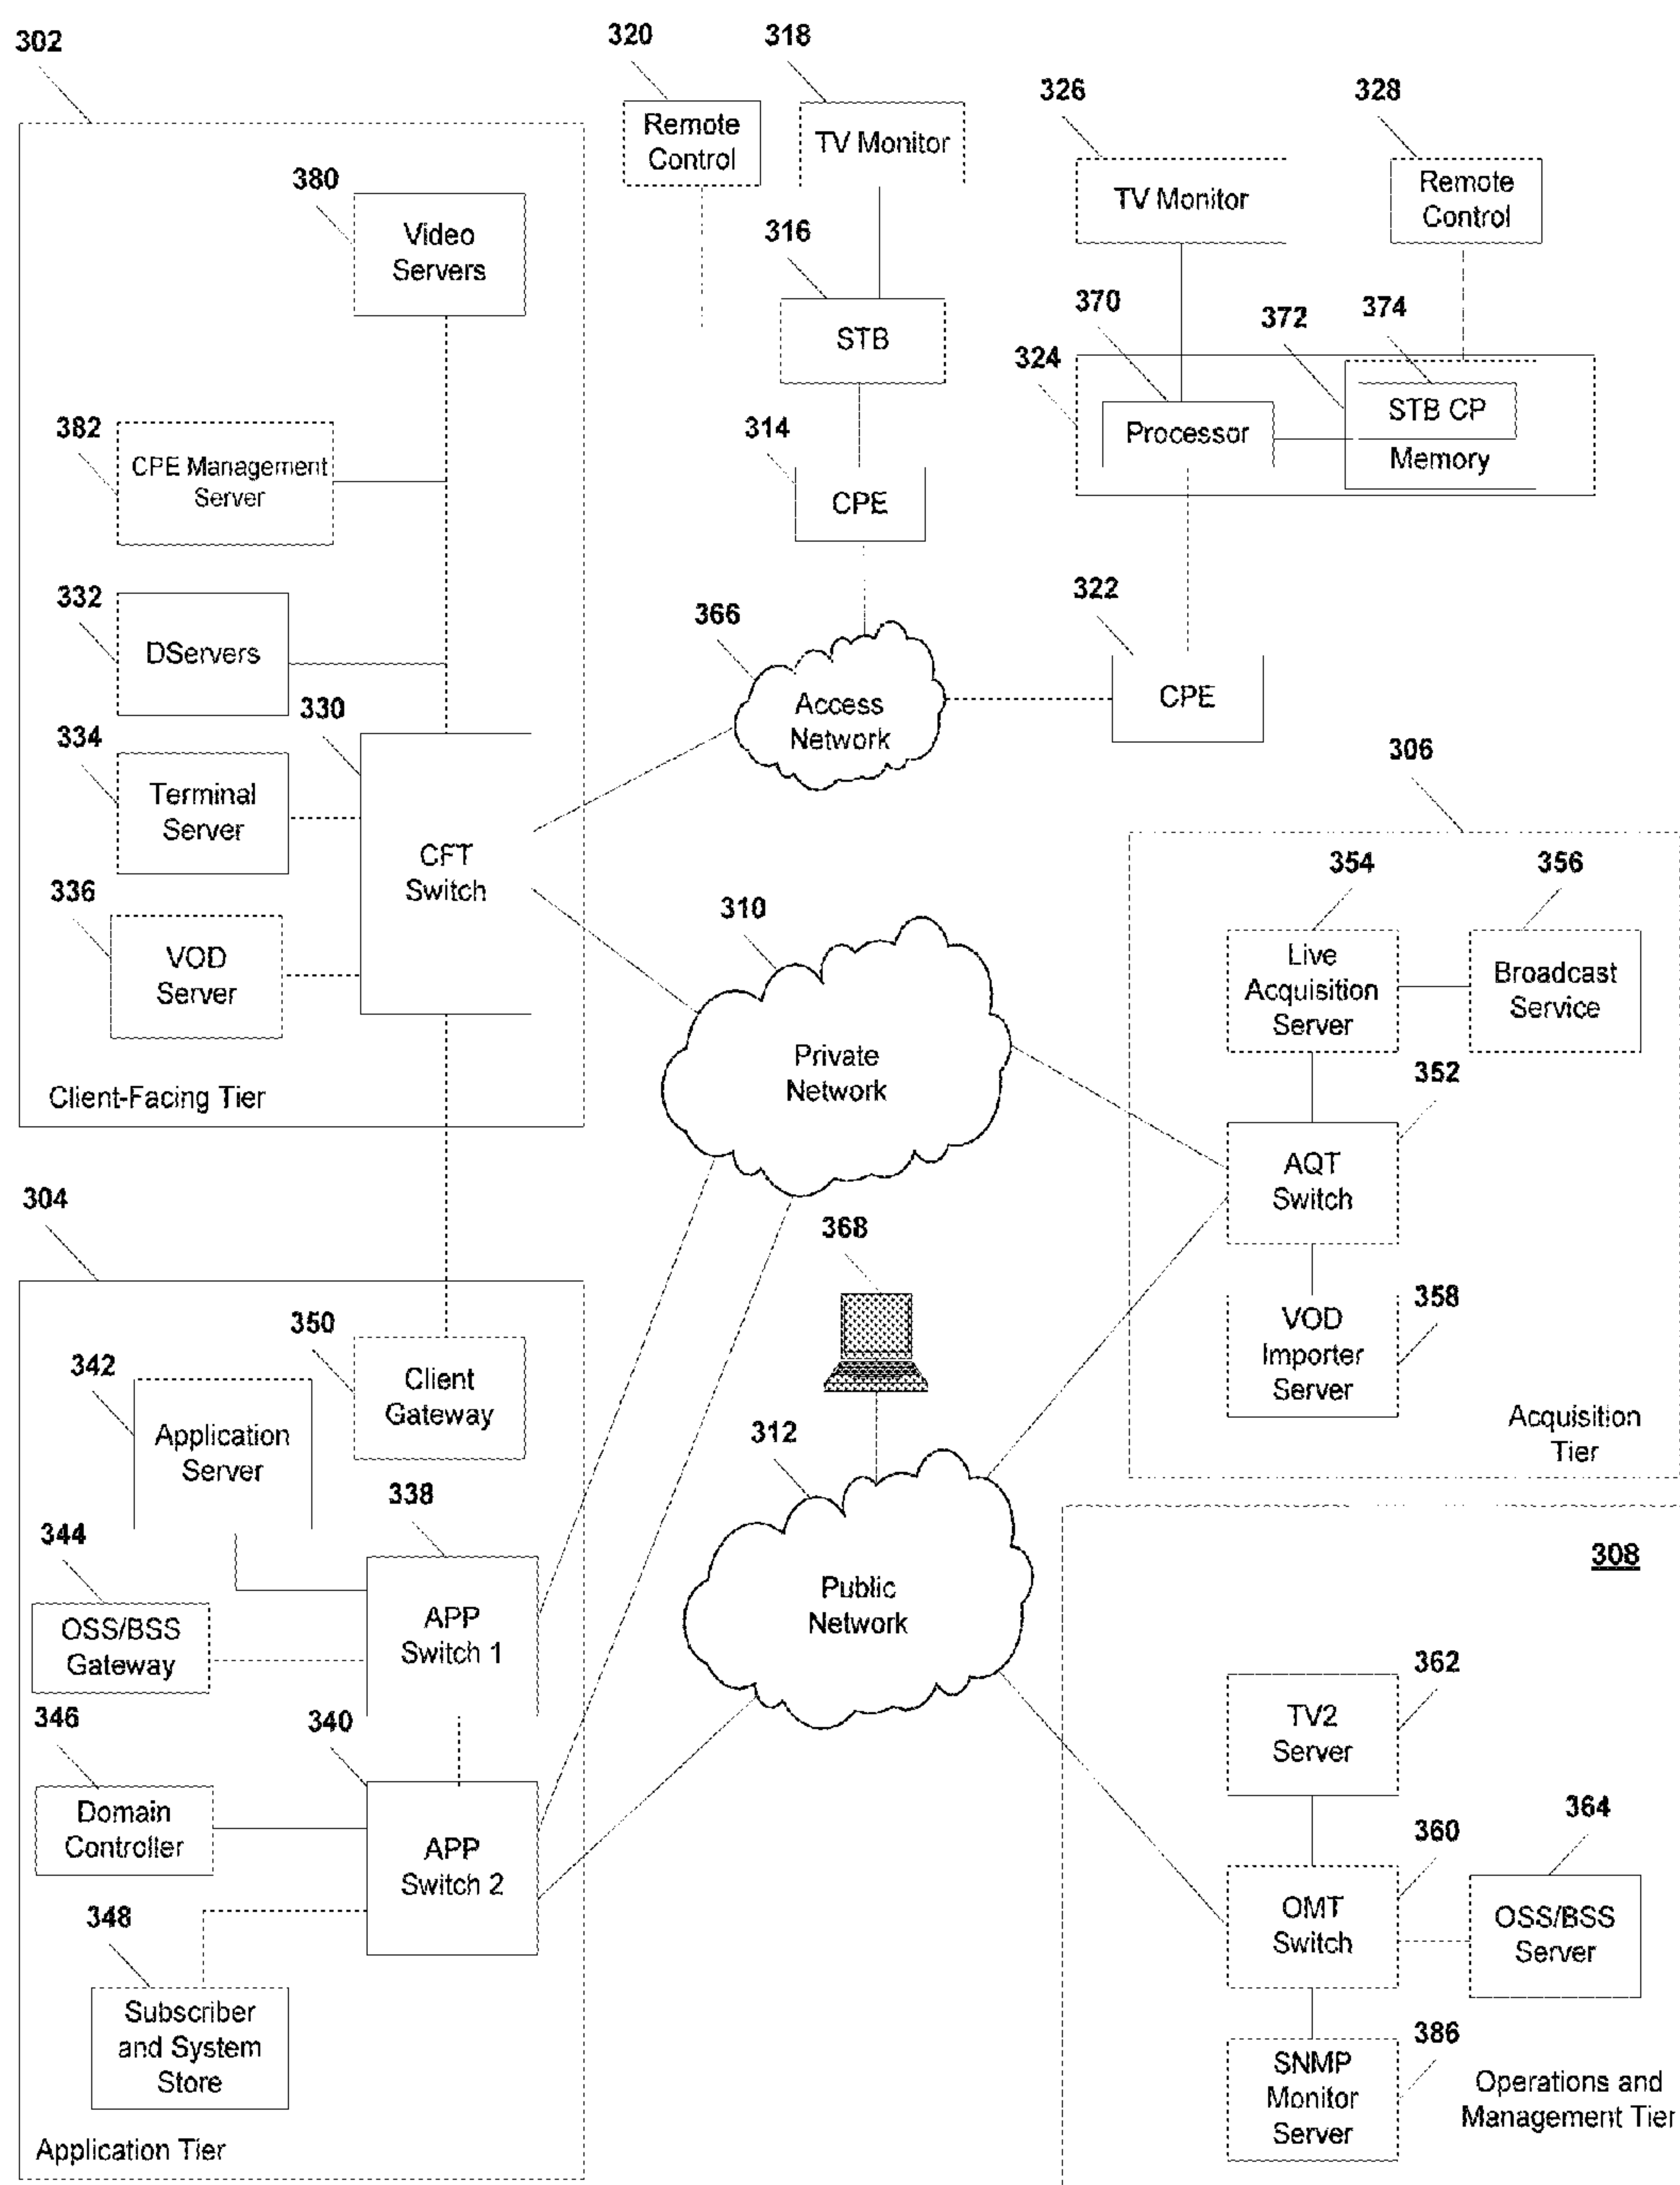 302
320
318
326
328
Remote
Control
TV Monitor
TV Monitor
Remote
Control
380
Video
Servers
316
STB
370
372
374
324
Processor
STB CP
Memory
382
CPE Management
Server
314
CPE
332
DServers
366
Access
Network
322
CPE
330
334
Terminal
Server
CFT
Switch
336
VOD
Server
Client-Facing Tier
310
Private
Network
306
354
356
Live
Acquisition
Server
Broadcast
Service
352
AQT
Switch
358
VOD
Importer
Server
Acquisition
Tier
304
368
350
Client
Gateway
342
Application
Server
312
Public
Network
338
344
OSS/BSS
Gateway
APP
Switch 1
346
340
Domain
Controller
APP
Switch 2
348
Subscriber
and System
Store
Application Tier
308
362
TV2
Server
360
364
OMT
Switch
OSS/BSS
Server
386
SNMP
Monitor
Server
Operations and
Management Tier